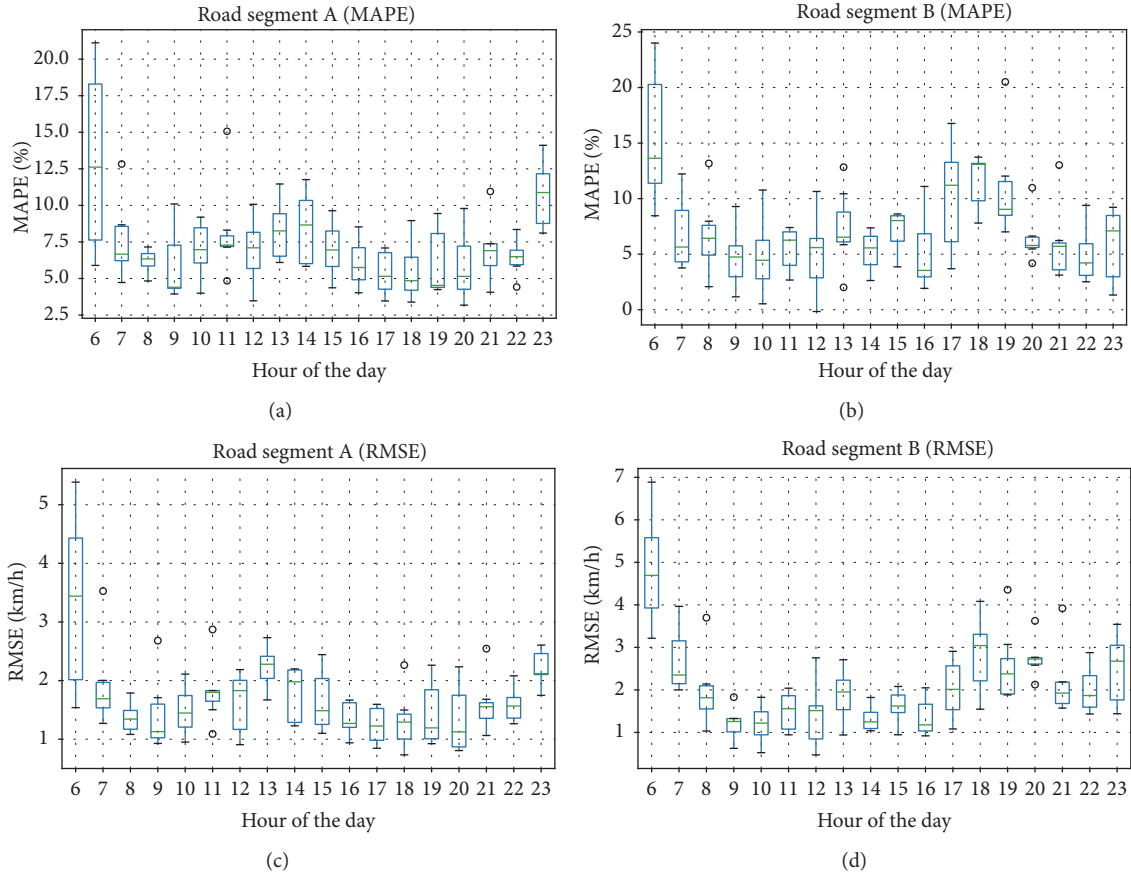 Road segment A (MAPE)
20.0
17.5
15.0
12.5
10.0
7.5
5.0
2.5
MAPE (%)
6 7 8 9 10 11 12 13 14 15 16 17 18 19 20 21 22 23
Hour of the day
(a)
Road segment B (MAPE)
25
20
15
10
5
0
MAPE (%)
6 7 8 9 10 11 12 13 14 15 16 17 18 19 20 21 22 23
Hour of the day
(b)
Road segment A (RMSE)
5
4
3
2
1
RMSE (km/h)
6 7 8 9 10 11 12 13 14 15 16 17 18 19 20 21 22 23
Hour of the day
(c)
Road segment B (RMSE)
7
6
5
4
3
2
1
RMSE (km/h)
6 7 8 9 10 11 12 13 14 15 16 17 18 19 20 21 22 23
Hour of the day
(d)